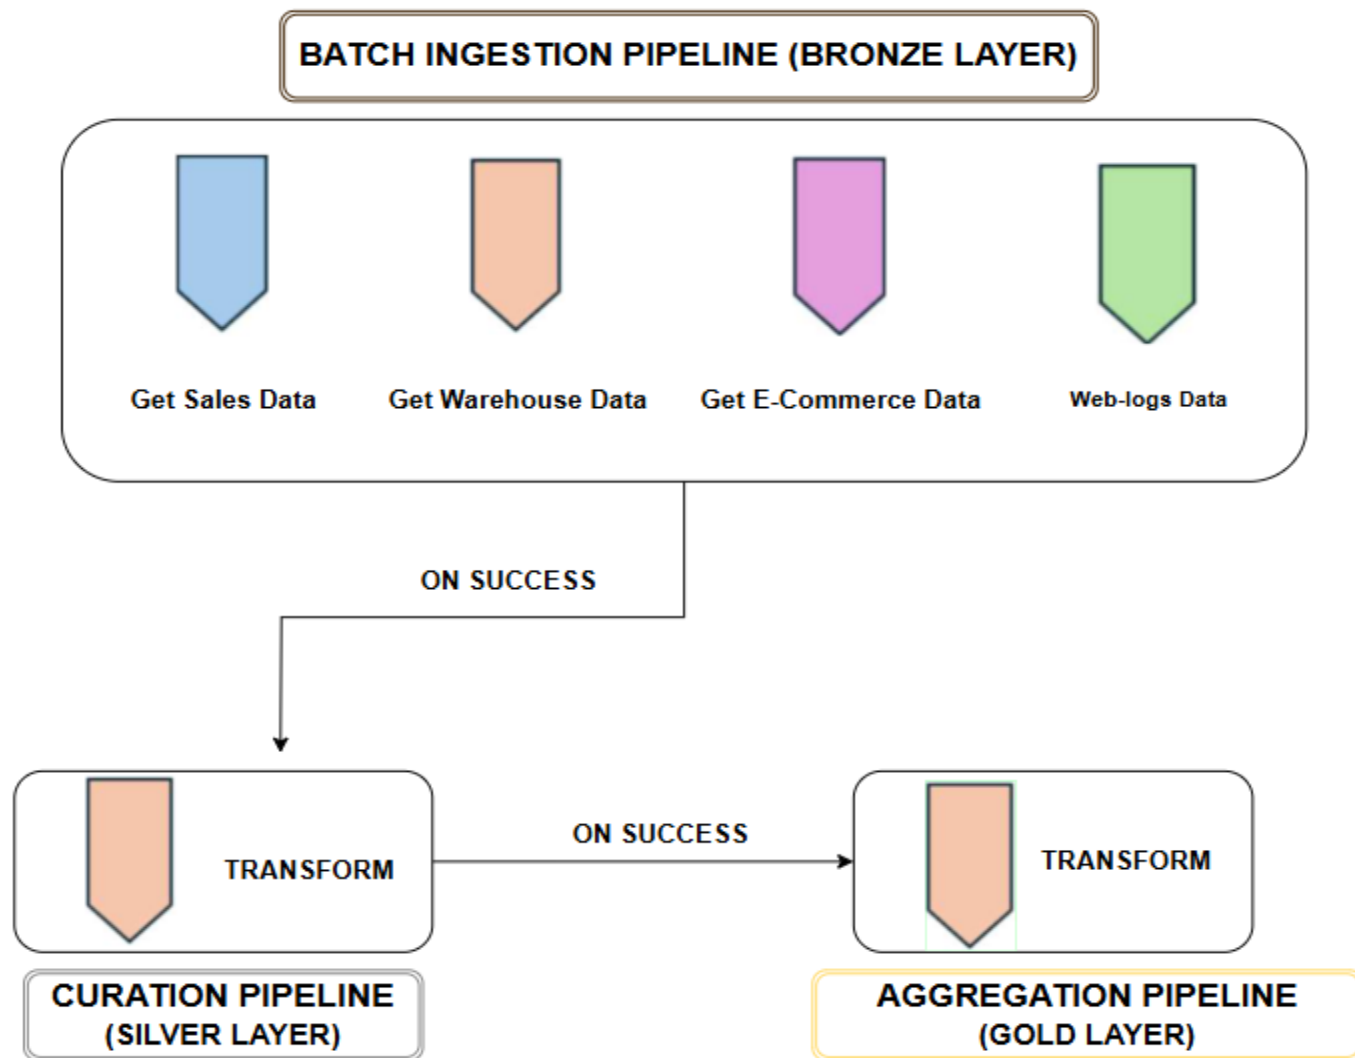 BATCH INGESTION PIPELINE (BRONZE LAYER)
Get Sales Data
Get Warehouse Data
Get E-Commerce Data
Web-logs Data
ON SUCCESS
TRANSFORM
ON SUCCESS
TRANSFORM
CURATION PIPELINE
(SILVER LAYER)
AGGREGATION PIPELINE
(GOLD LAYER)